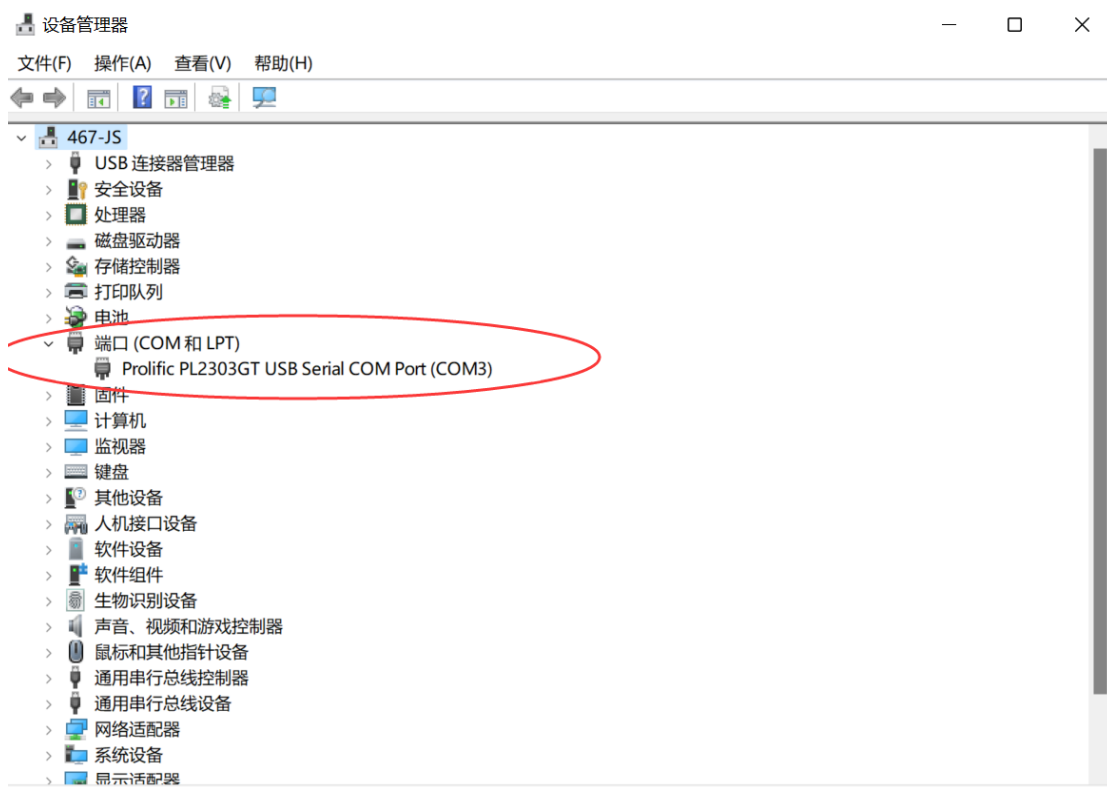 设备管理器
文件(F) 操作(A) 查看(V) 帮助(H)
467-JS
USB 连接器管理器
安全设备
处理器
磁盘驱动器
存储控制器
打印队列
电池
端口 (COM 和 LPT)
Prolific PL2303GT USB Serial COM Port (COM3)
固件
计算机
监视器
键盘
其他设备
人机接口设备
软件设备
软件组件
生物识别设备
声音、视频和游戏控制器
鼠标和其他指针设备
通用串行总线控制器
通用串行总线设备
网络适配器
系统设备
显示适配器